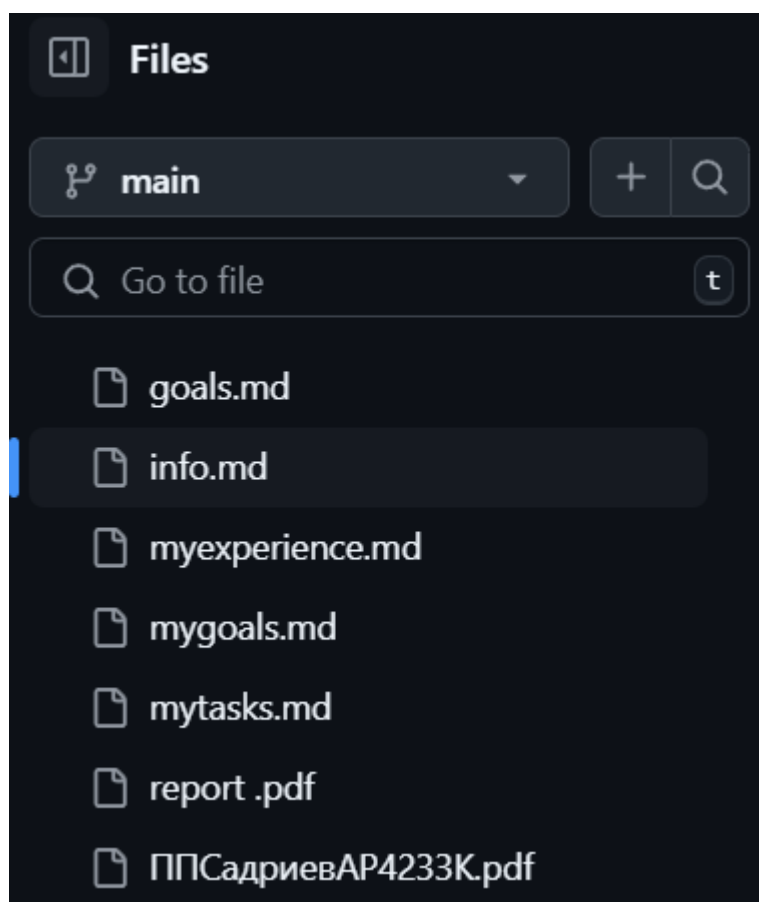 Files
main
Go to file t
goals.md
info.md
myexperience.md
mygoals.md
mytasks.md
report .pdf
ППСадриевАР4233К.pdf